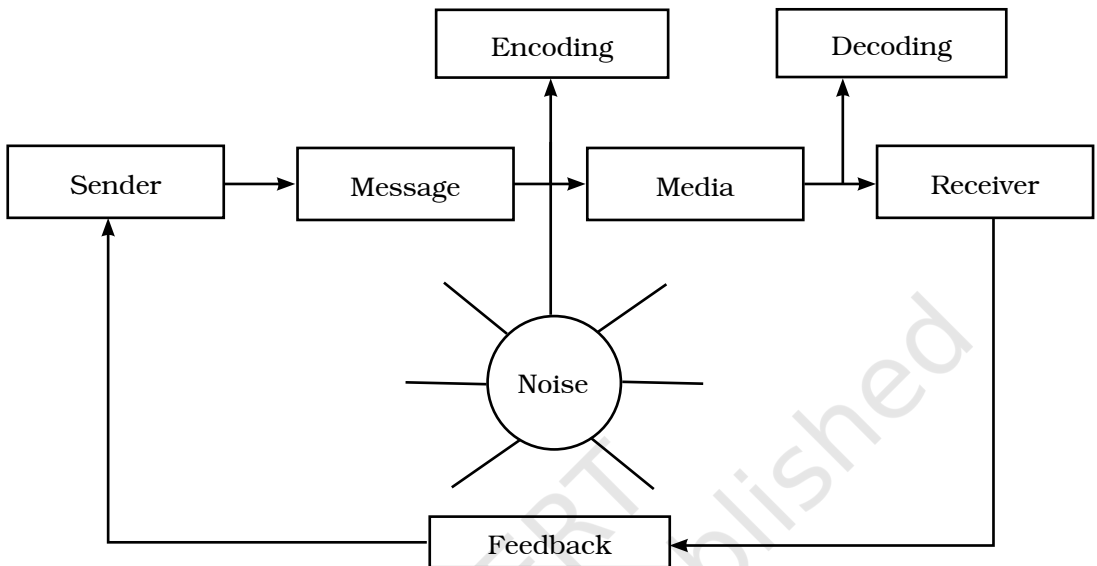 Encoding
Decoding
Sender
Message
Media
Receiver
Noise
Feedback